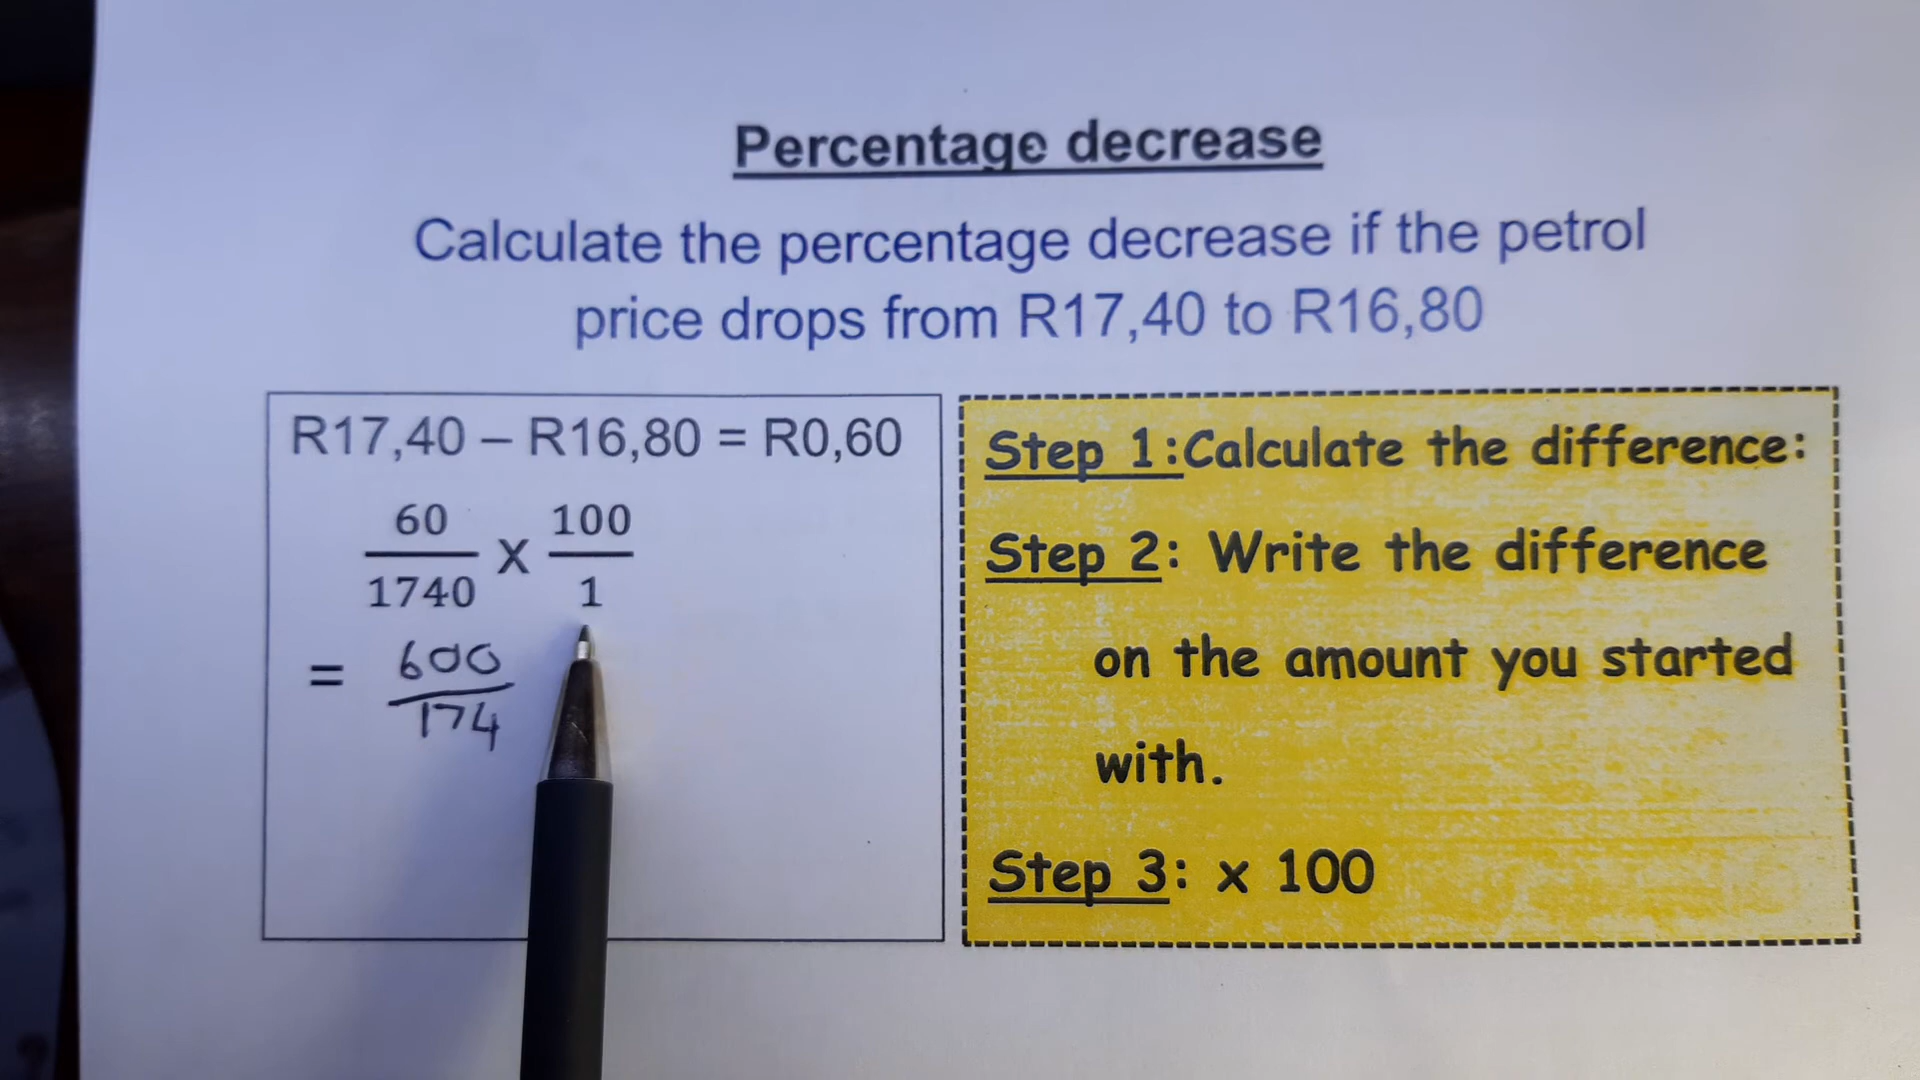 Percentage decrease
Calculate the percentage decrease if the petrol
price drops from R17,40 to R16,80
R17,40 – R16,80 = R0,60
60/1740 X 100/1
= 600/174
Step 1:Calculate the difference:
Step 2: Write the difference
on the amount you started
with.
Step 3: x 100